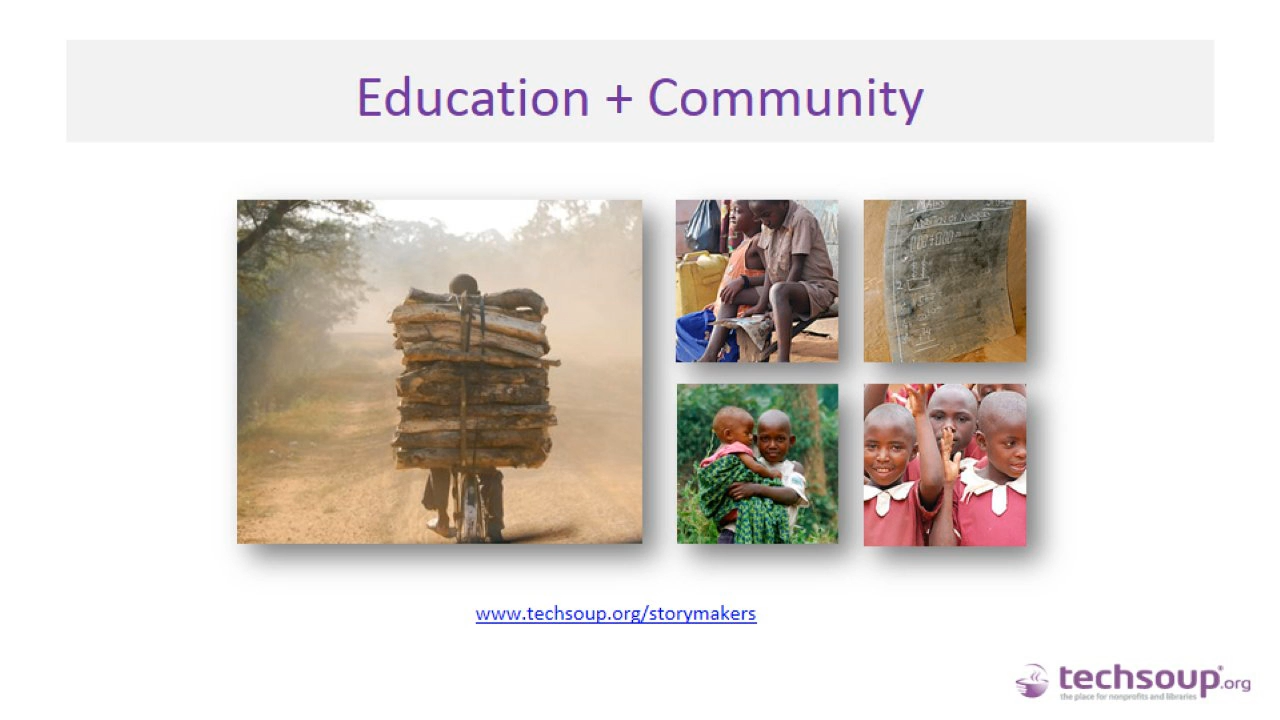 Education + Community
www.techsoup.org/storymakers
techsoup®.org
the place for nonprofits and libraries